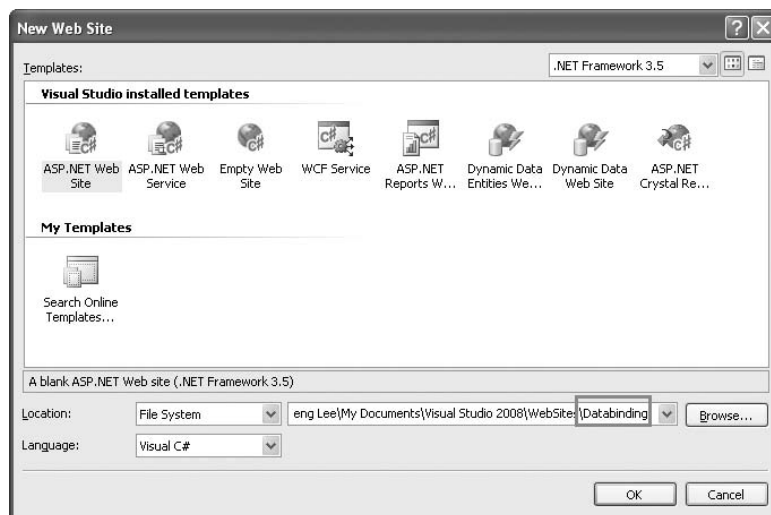 New Web Site
Templates:
.NET Framework 3.5
Visual Studio installed templates
ASP.NET Web Site
ASP.NET Web Service
Empty Web Site
WCF Service
ASP.NET Reports W...
Dynamic Data Entities We...
Dynamic Data Web Site
ASP.NET Crystal Re...
My Templates
Search Online Templates...
A blank ASP.NET Web site (.NET Framework 3.5)
Location:
File System
eng Lee\My Documents\Visual Studio 2008\WebSites\Databinding
Browse...
Language:
Visual C#
OK
Cancel